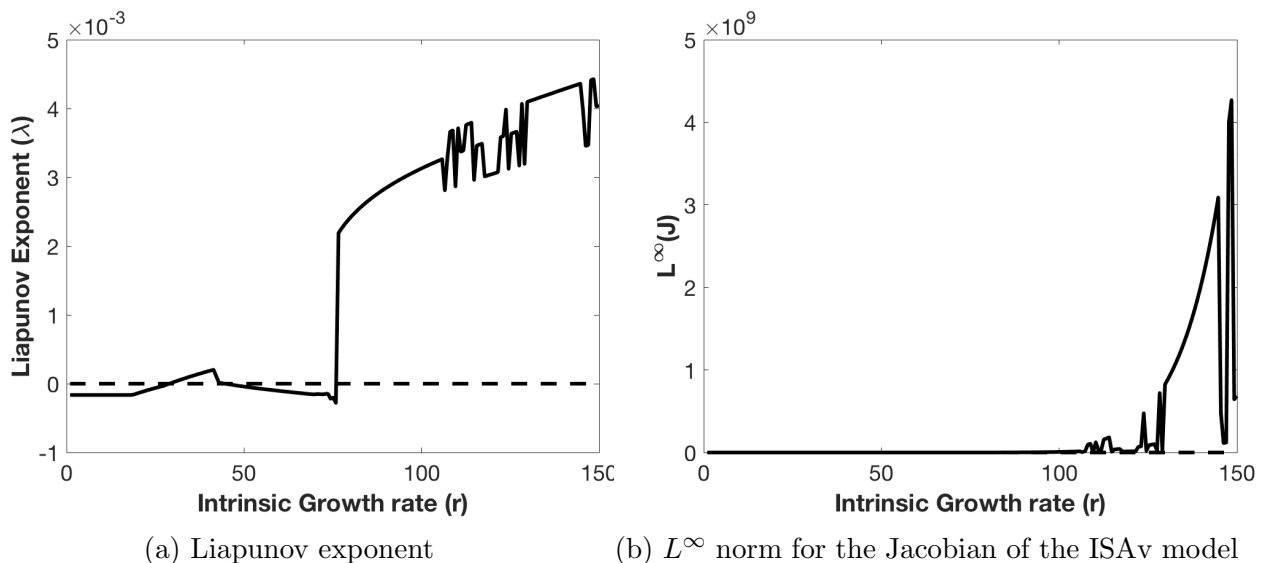 ×10⁻³
5
4
3
2
1
0
-1
0 50 100 150
Liapunov Exponent (λ)
Intrinsic Growth rate (r)
(a) Liapunov exponent
×10⁹
5
4
3
2
1
0
0 50 100 150
L∞(J)
Intrinsic Growth rate (r)
(b) L∞ norm for the Jacobian of the ISAv model